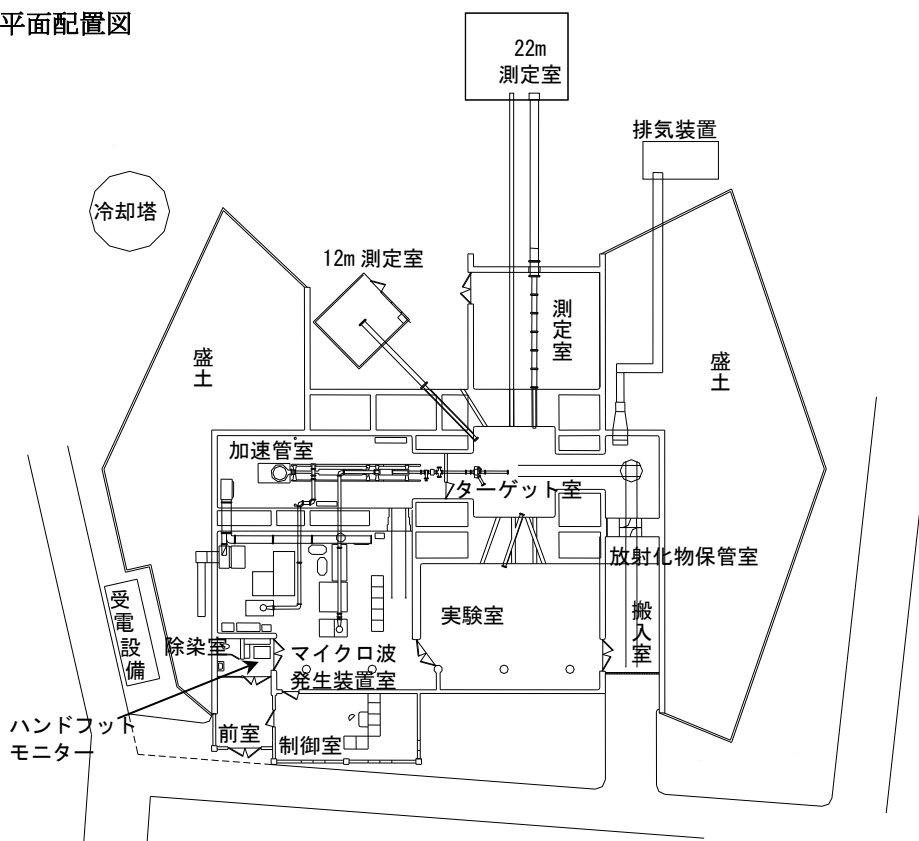 平面配置図
22m
測定室
排気装置
冷却塔
12m 測定室
測定室
盛土
盛土
加速管室
ターゲット室
放射化物保管室
受電設備
実験室
搬入室
除染室
マイクロ波
発生装置室
ハンドフット
モニター
前室
制御室